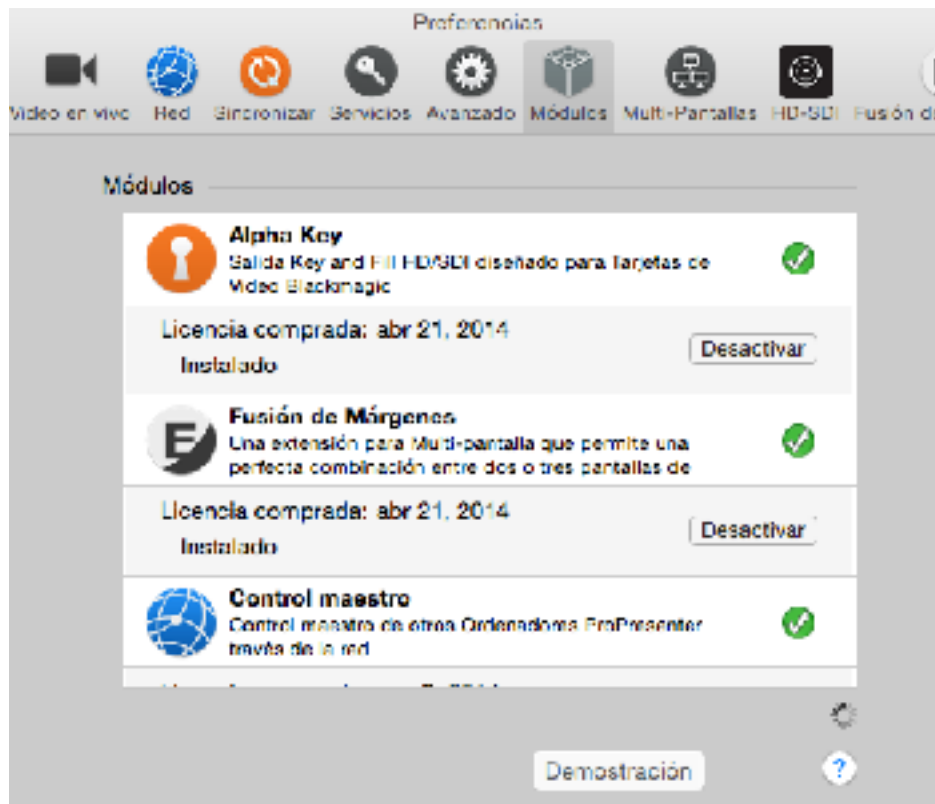 Preferencias
Video en vivo Red Sincronizar Servicios Avanzado Módulos Multi-Pantallas HD-SDI Fusión d
Módulos
Alpha Key
Salida Key and Fill HD/SDI diseñado para Tarjetas de
Video Blackmagic
Licencia comprada: abr 21, 2014
Desactivar
Instalado
E
Fusión de Márgenes
Una extensión para Multi-pantalla que permite una
perfecta combinación entre dos o tres pantallas de
Licencia comprada: abr 21, 2014
Desactivar
Instalado
Control maestro
Control maestro de otros Ordenadores ProPresenter
través de la red
Demostración
?